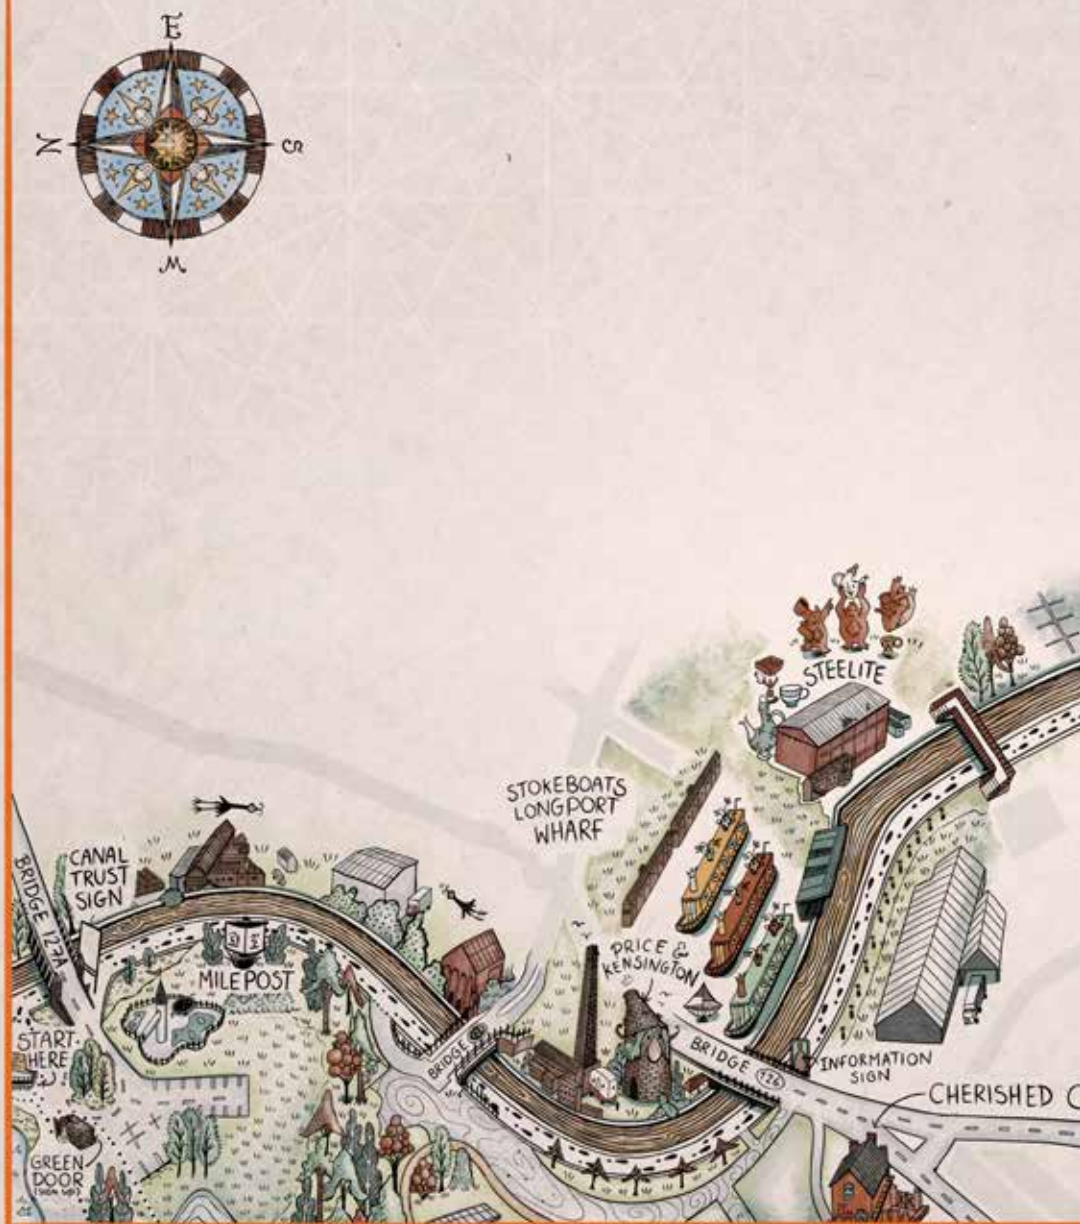 E
N
S
W
STEELITE
STOKEBOATS
LONGPORT
WHARF
CANAL
TRUST
SIGN
BRIDGE 127A
MILEPOST
PRICE &
KENSINGTON
START
HERE
BRIDGE
BRIDGE 126
INFORMATION
SIGN
CHERISHED C
GREEN
DOOR